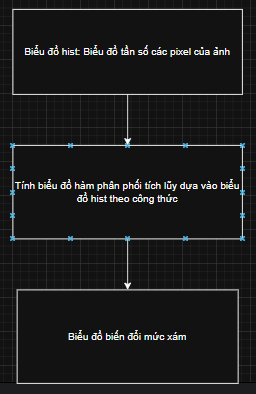 Biểu đồ hist: Biểu đồ tần số các pixel của ảnh
Tính biểu đồ hàm phân phối tích lũy dựa vào biểu
đồ hist theo công thức
Biểu đồ biến đổi mức xám